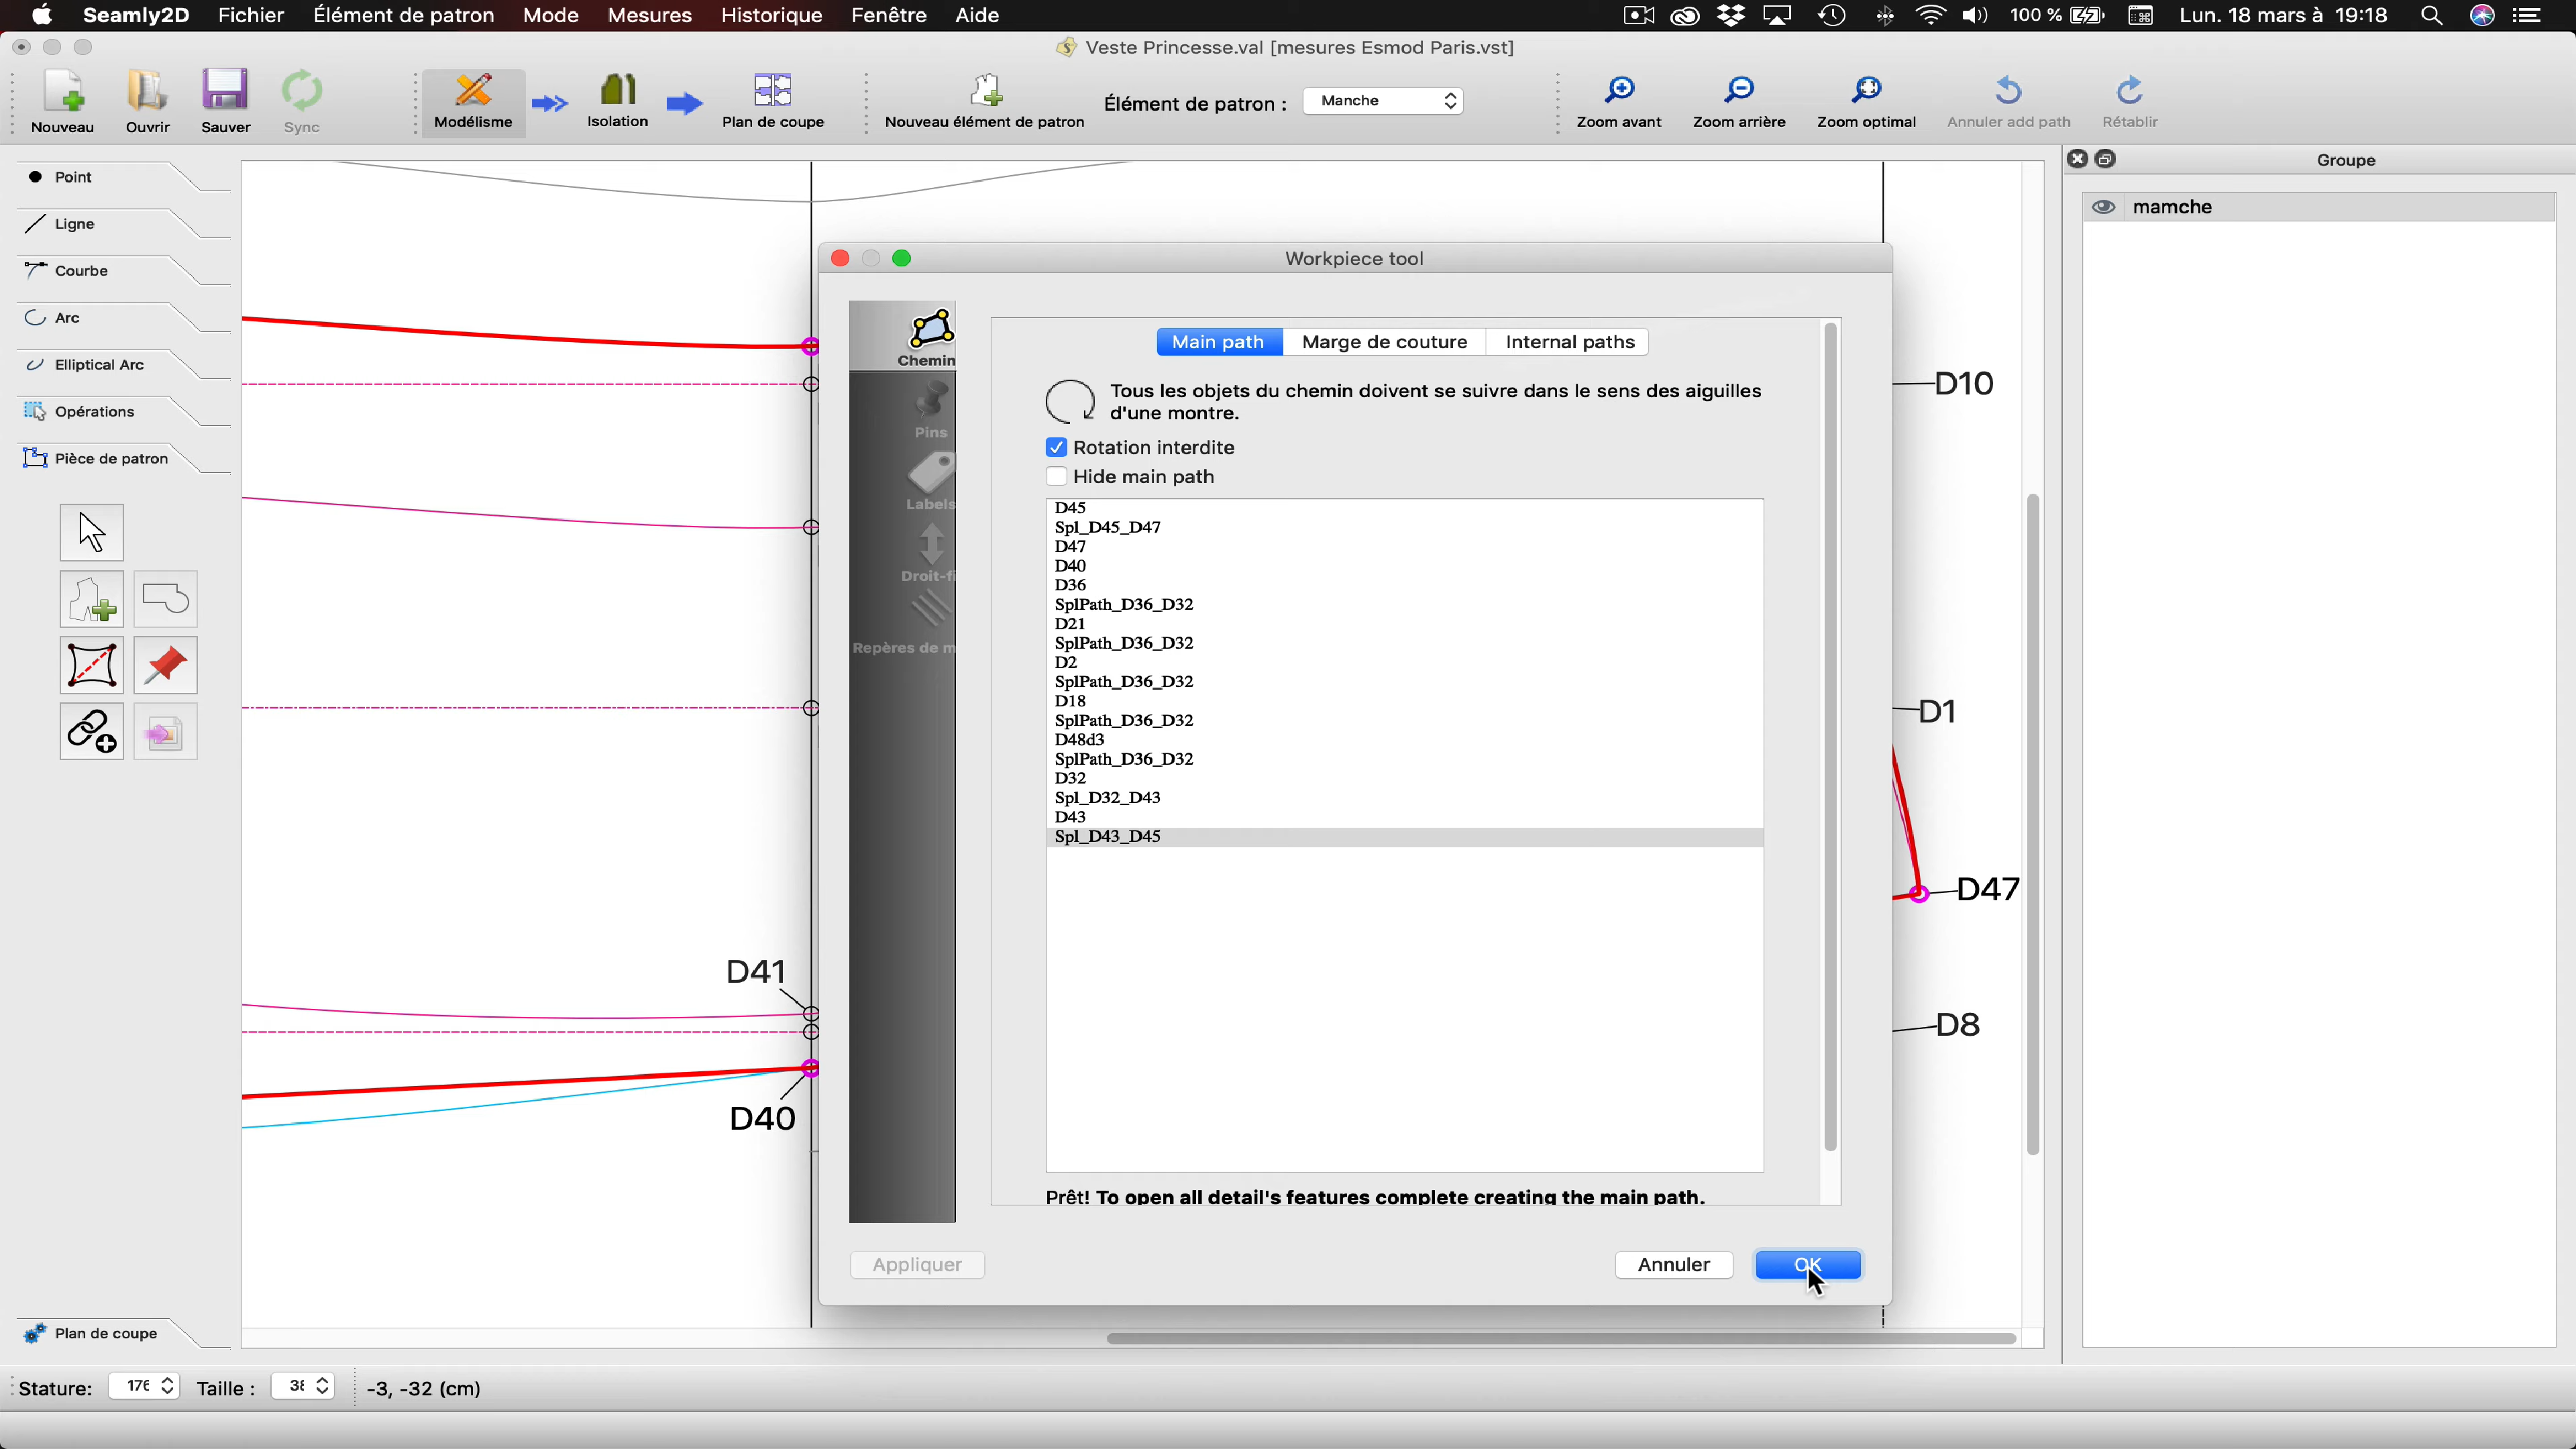 Seamly2D Fichier Élément de patron Mode Mesures Historique Fenêtre Aide 100 % Lun. 18 mars à 19:18
Veste Princesse.val [mesures Esmod Paris.vst]
Nouveau Ouvrir Sauver Sync Modélisme Isolation Plan de coupe Nouveau élément de patron Élément de patron : Manche Zoom avant Zoom arrière Zoom optimal Annuler add path Rétablir
Point
Ligne
Courbe
Arc
Elliptical Arc
Opérations
Pièce de patron
Plan de coupe
Groupe
mamche
D10
D1
D47
D8
D41
D40
Workpiece tool
Chemin
Pins
Labels
Droit-fi
Repères de m
Main path Marge de couture Internal paths
Tous les objets du chemin doivent se suivre dans le sens des aiguilles
d'une montre.
Rotation interdite
Hide main path
D45
Spl_D45_D47
D47
D40
D36
SplPath_D36_D32
D21
SplPath_D36_D32
D2
SplPath_D36_D32
D18
SplPath_D36_D32
D48d3
SplPath_D36_D32
D32
Spl_D32_D43
D43
Spl_D43_D45
Prêt! To open all detail's features complete creating the main path.
Appliquer Annuler OK
Stature: 176 Taille : 38 -3, -32 (cm)